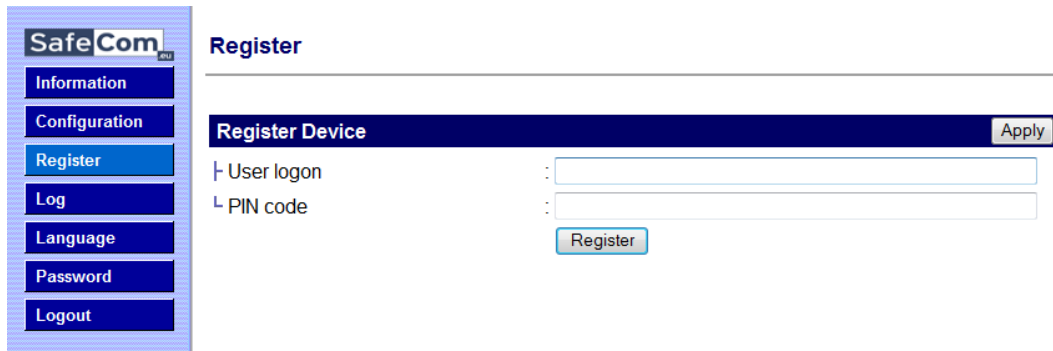 SafeCom.eu
Information
Configuration
Register
Log
Language
Password
Logout
Register
Register Device Apply
User logon :
PIN code :
Register